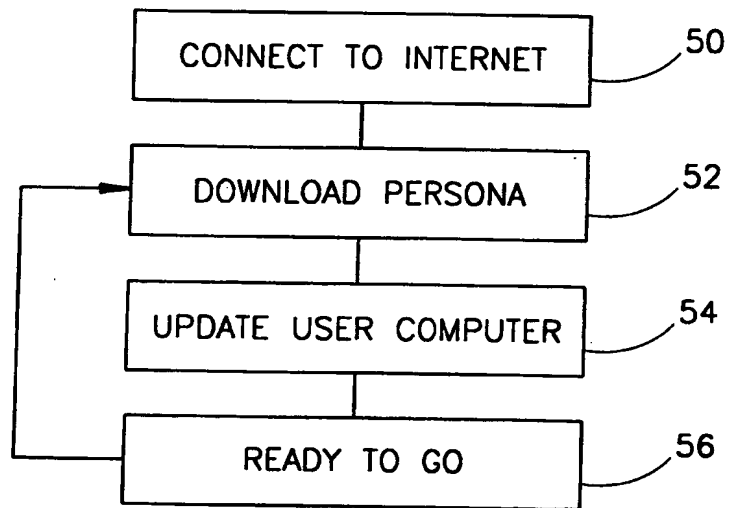 CONNECT TO INTERNET
50
DOWNLOAD PERSONA
52
UPDATE USER COMPUTER
54
READY TO GO
56